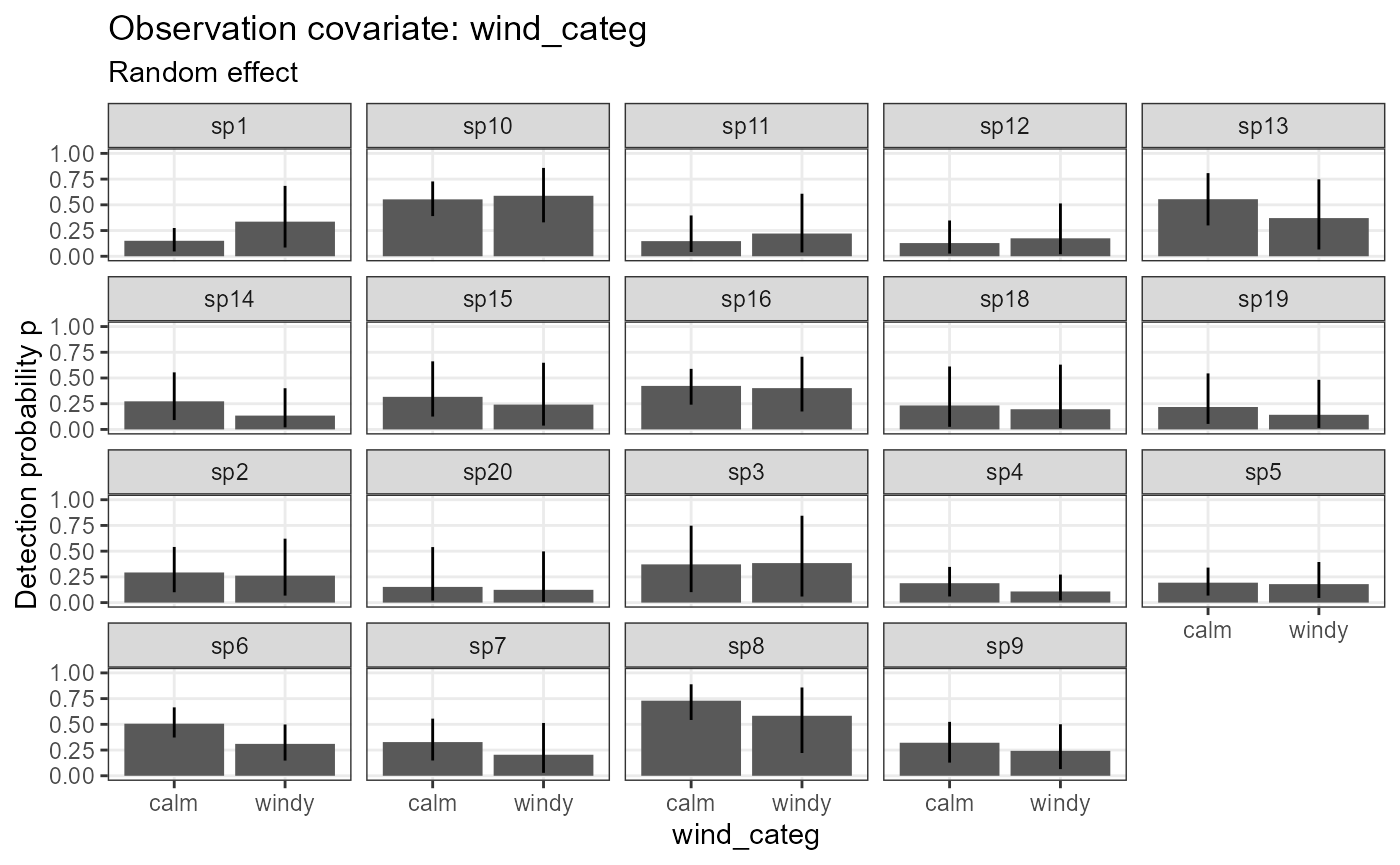 Observation covariate: wind_categ
Random effect
sp1 sp10 sp11 sp12 sp13
1.00
0.75
0.50
0.25
0.00
sp14 sp15 sp16 sp18 sp19
1.00
0.75
0.50
0.25
0.00
Detection probability p
sp2 sp20 sp3 sp4 sp5
1.00
0.75
0.50
0.25
0.00
calm windy
sp6 sp7 sp8 sp9
1.00
0.75
0.50
0.25
0.00
calm windy calm windy calm windy calm windy
wind_categ